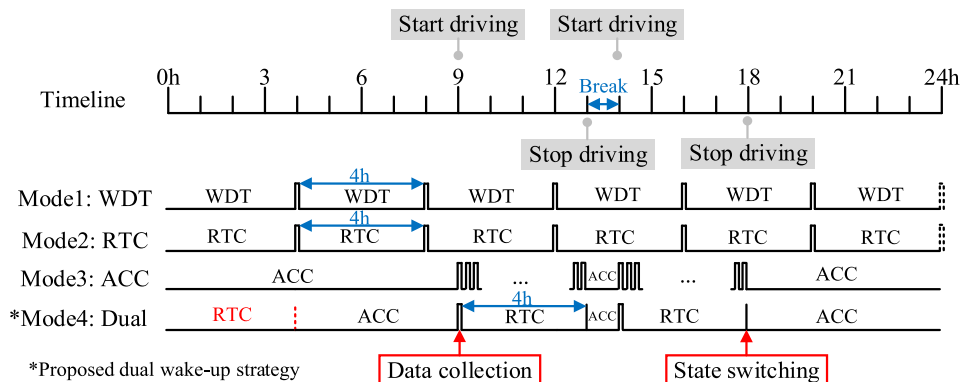 Start driving Start driving
0h 3 6 9 12 15 18 21 24h
Break
Timeline
Stop driving Stop driving
4h
Mode1: WDT WDT WDT WDT WDT WDT WDT
4h
Mode2: RTC RTC RTC RTC RTC RTC RTC
Mode3: ACC ACC ... ACC ... ACC
4h
*Mode4: Dual RTC ACC RTC ACC RTC ACC
*Proposed dual wake-up strategy Data collection State switching